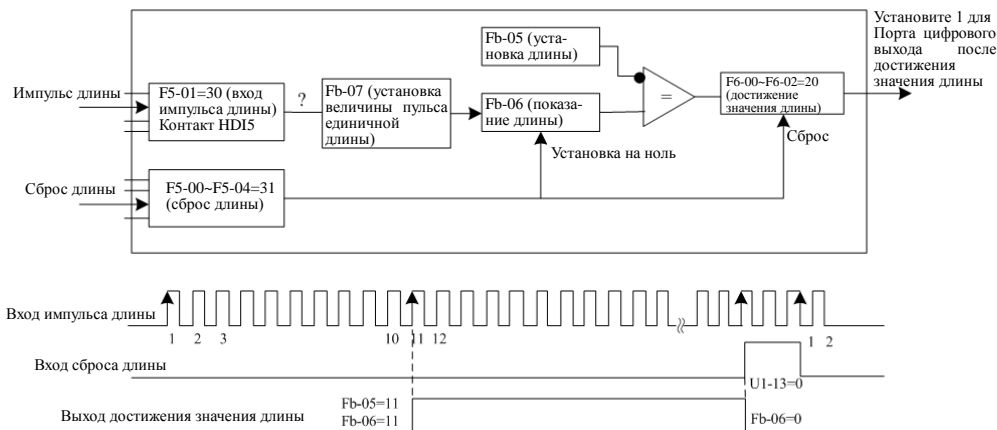 Установите 1 для
Порта цифрового
выхода после
достижения
значения длины
Fb-05 (уста-
новка длины)
Импульс длины
F5-01=30 (вход
импульса длины)
Контакт HDI5
?
Fb-07 (установка
величины пульса
единичной
длины)
Fb-06 (показа-
ние длины)
=
F6-00~F6-02=20
(достижение
значения длины)
Сброс
Установка на ноль
Сброс длины
F5-00~F5-04=31
(сброс длины)
Вход импульса длины
1 2 3 10 11 12 1 2
Вход сброса длины
U1-13=0
Выход достижения значения длины
Fb-05=11
Fb-06=11
Fb-06=0